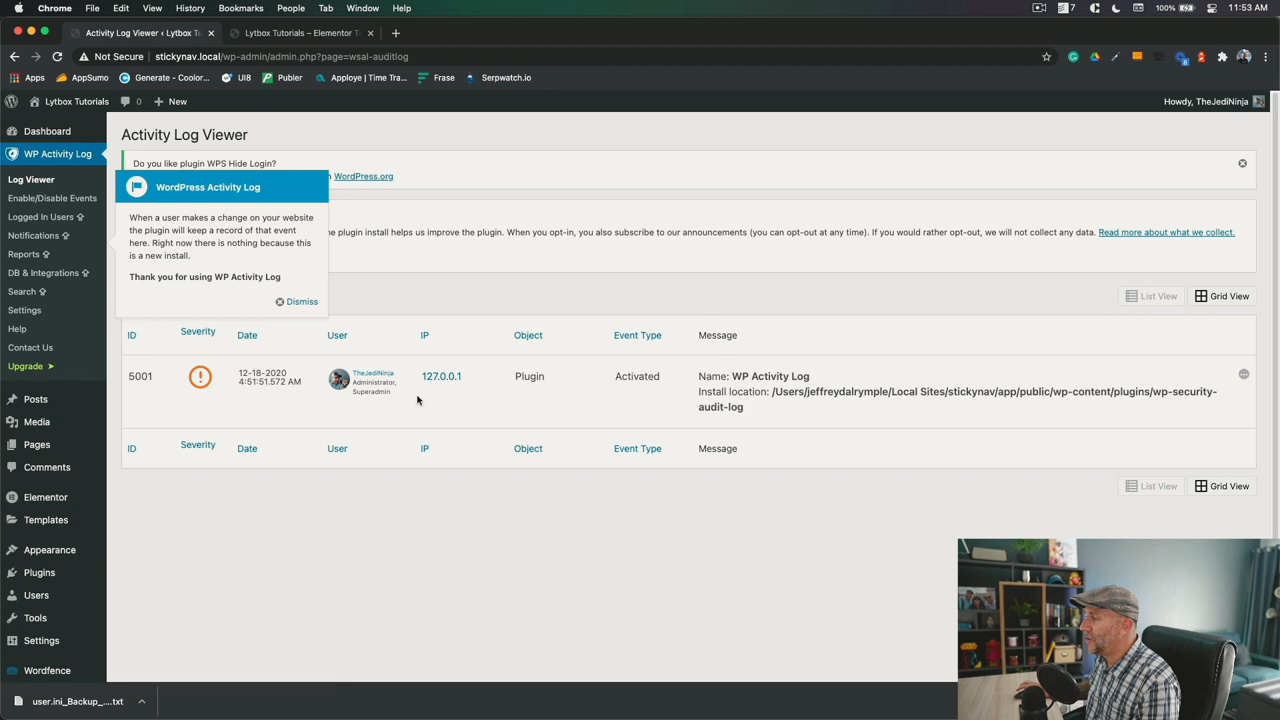 Chrome File Edit View History Bookmarks People Tab Window Help
7 100% 11:53 AM
Activity Log Viewer ‹ Lytbox Tut
Lytbox Tutorials – Elementor T
Not Secure stickynav.local/wp-admin/admin.php?page=wsal-auditlog
Apps AppSumo Generate - Coolor... UI8 Publer Apploye | Time Tra... Frase Serpwatch.io
Lytbox Tutorials 0 New Howdy, TheJediNinja
Dashboard
WP Activity Log
Log Viewer
Enable/Disable Events
Logged In Users
Notifications
Reports
DB & Integrations
Search
Settings
Help
Contact Us
Upgrade
Posts
Media
Pages
Comments
Elementor
Templates
Appearance
Plugins
Users
Tools
Settings
Wordfence
Activity Log Viewer
Do you like plugin WPS Hide Login?
WordPress.org
WordPress Activity Log
When a user makes a change on your website
the plugin will keep a record of that event
here. Right now there is nothing because this
is a new install.
Thank you for using WP Activity Log
Dismiss
the plugin install helps us improve the plugin. When you opt-in, you also subscribe to our announcements (you can opt-out at any time). If you would rather opt-out, we will not collect any data. Read more about what we collect.
List View Grid View
ID Severity Date User IP Object Event Type Message
5001 12-18-2020
4:51:51.572 AM
TheJediNinja
Administrator,
Superadmin
127.0.0.1 Plugin Activated
Name: WP Activity Log
Install location: /Users/jeffreydalrymple/Local Sites/stickynav/app/public/wp-content/plugins/wp-security-
audit-log
ID Severity Date User IP Object Event Type Message
List View Grid View
user.ini_Backup_....txt